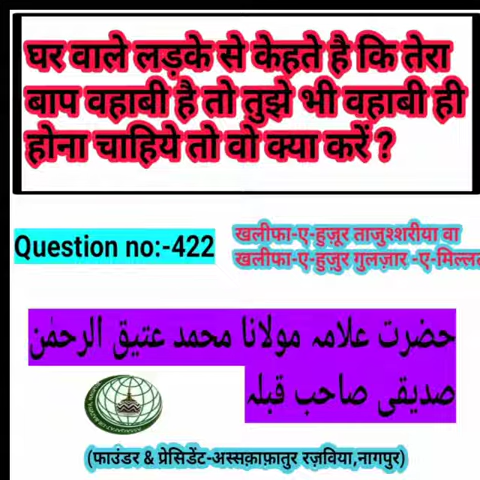 घर वाले लड़के से केहते है कि तेरा
बाप वहाबी है तो तुझे भी वहाबी ही
होना चाहिये तो वो क्या करें ?
Question no:-422
खलीफा-ए-हुज़ूर ताजुश्शरीया वा
खलीफा-ए-हुज़ुर गुलज़ार -ए-मिल्लत
حضرت علامہ مولانا محمد عتیق الرحمٰن
صدیقی صاحب قبلہ
(फाउंडर & प्रेसिडेंट-अस्सक़ाफ़ातुर रज़विया,नागपुर)